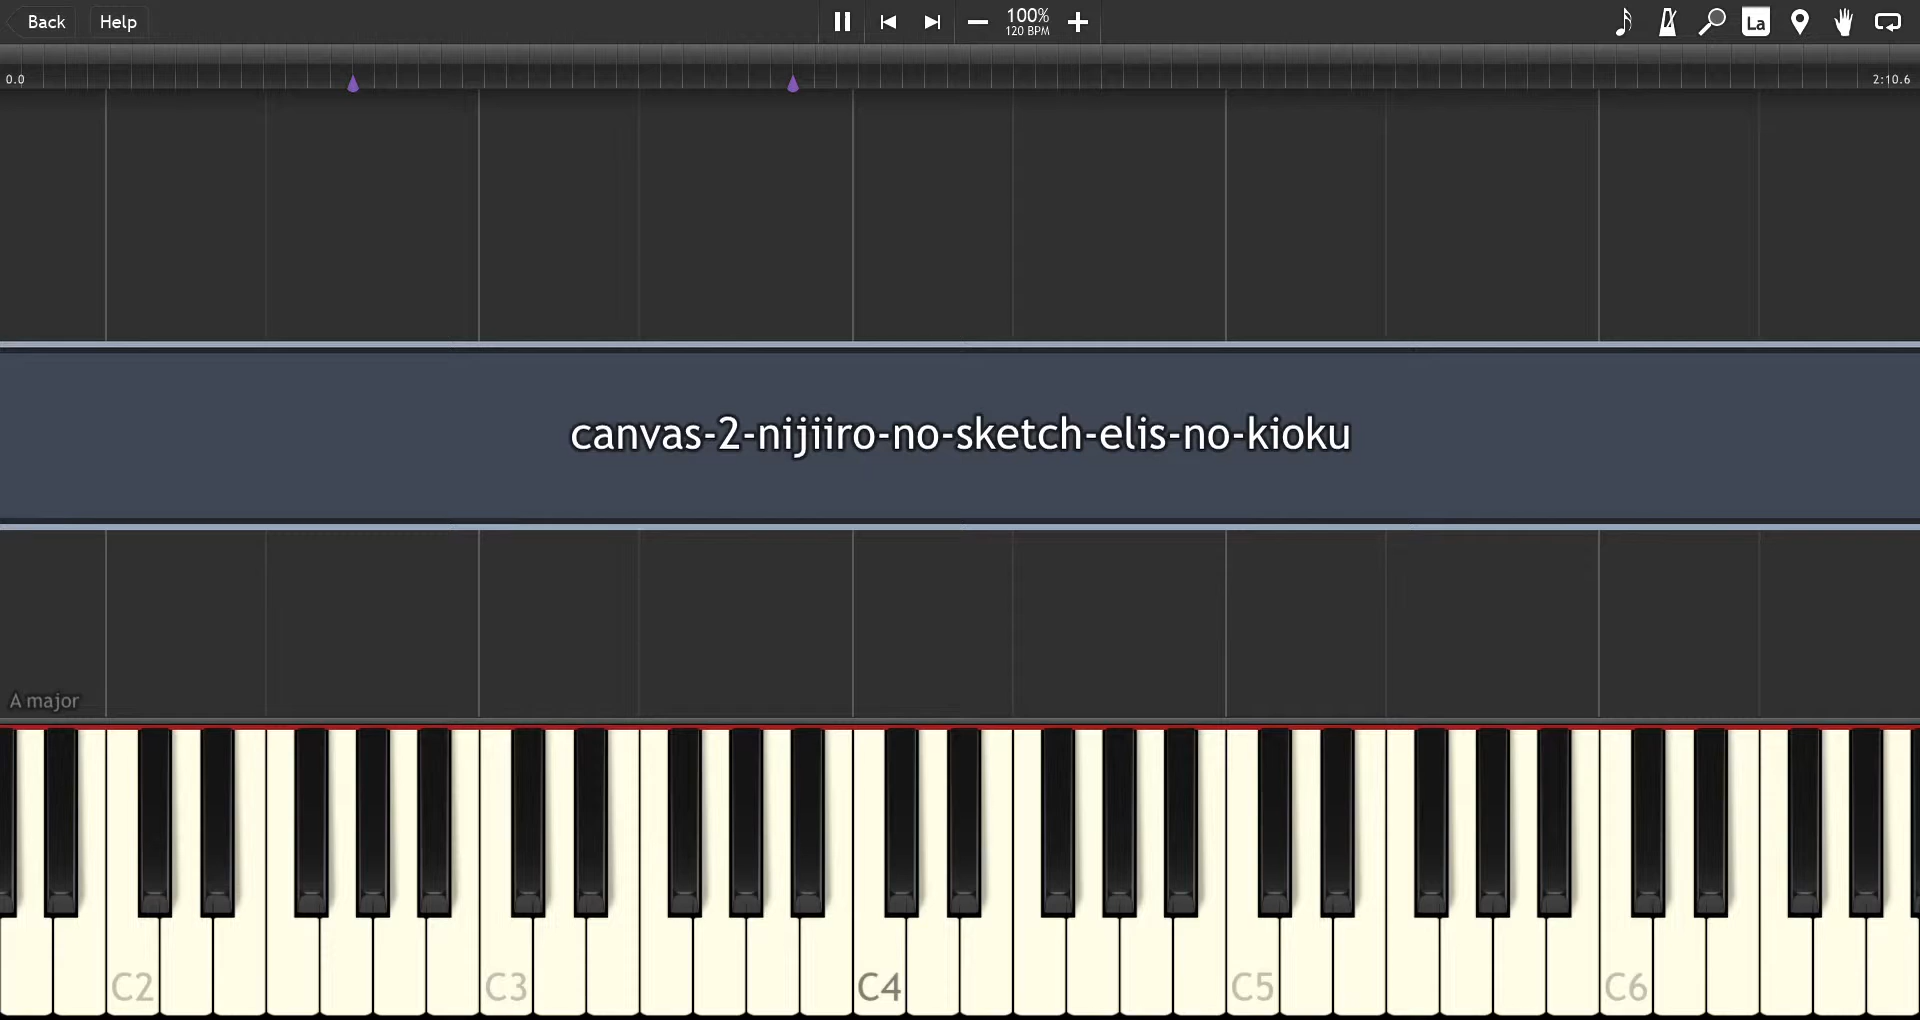 Back Help 100%
120 BPM
La
0.0 2:10.6
canvas-2-nijiiro-no-sketch-elis-no-kioku
A major
C2 C3 C4 C5 C6